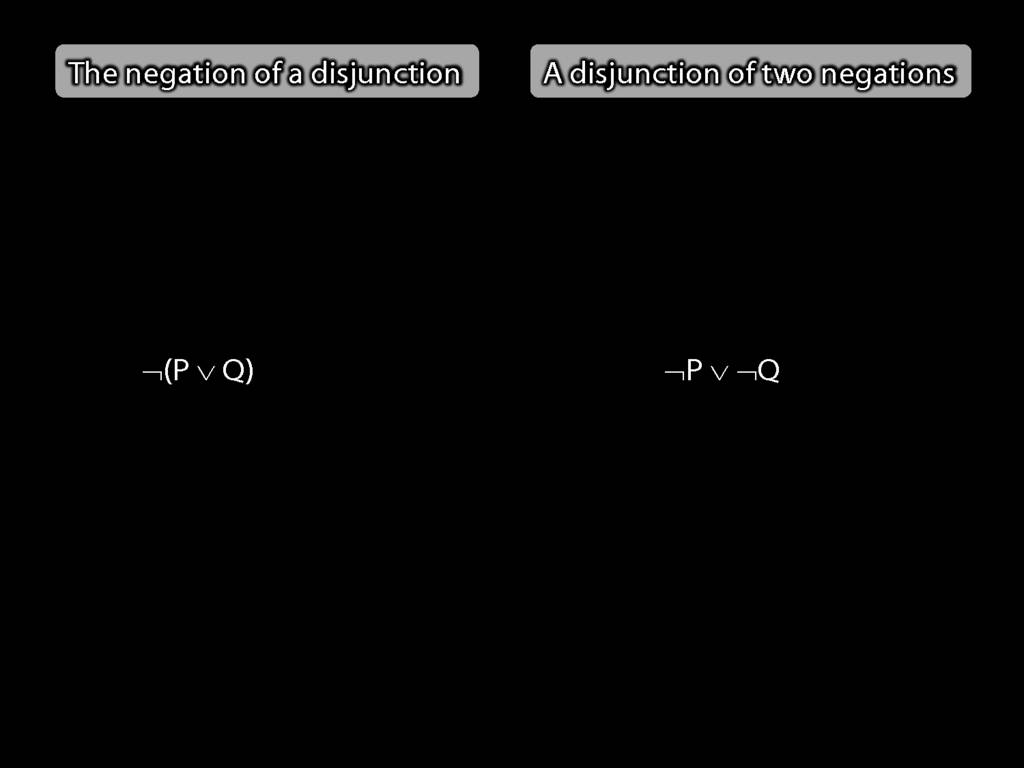 The negation of a disjunction
A disjunction of two negations
¬(P ∨ Q)
¬P ∨ ¬Q